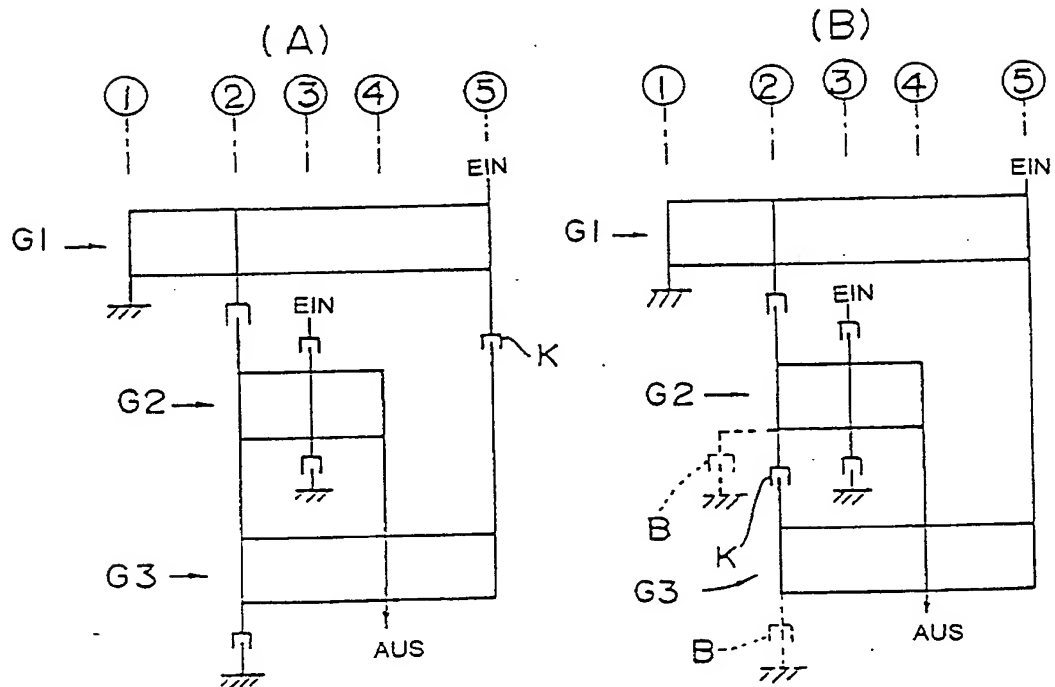 (A)
① ② ③ ④ ⑤
EIN
G1
EIN
K
G2
G3
AUS
(B)
① ② ③ ④ ⑤
EIN
G1
EIN
G2
B
K
G3
B
AUS